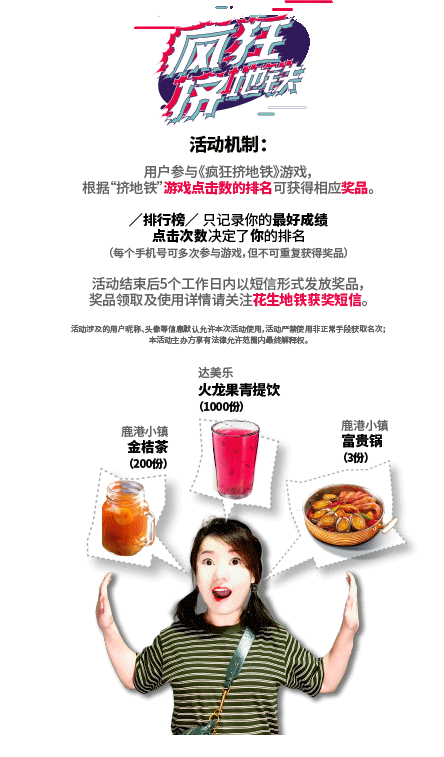 疯狂
挤地铁
活动机制：
用户参与《疯狂挤地铁》游戏，
根据“挤地铁”游戏点击数的排名可获得相应奖品。
／排行榜／ 只记录你的最好成绩
点击次数决定了你的排名
（每个手机号可多次参与游戏，但不可重复获得奖品）
活动结束后5个工作日内以短信形式发放奖品，
奖品领取及使用详情请关注花生地铁获奖短信。
活动涉及的用户昵称、头像等信息默认允许本次活动使用，活动严禁使用非正常手段获取名次；
本活动主办方享有法律允许范围内最终解释权。
达美乐
火龙果青提饮
（1000份）
鹿港小镇
金桔茶
（200份）
鹿港小镇
富贵锅
（3份）